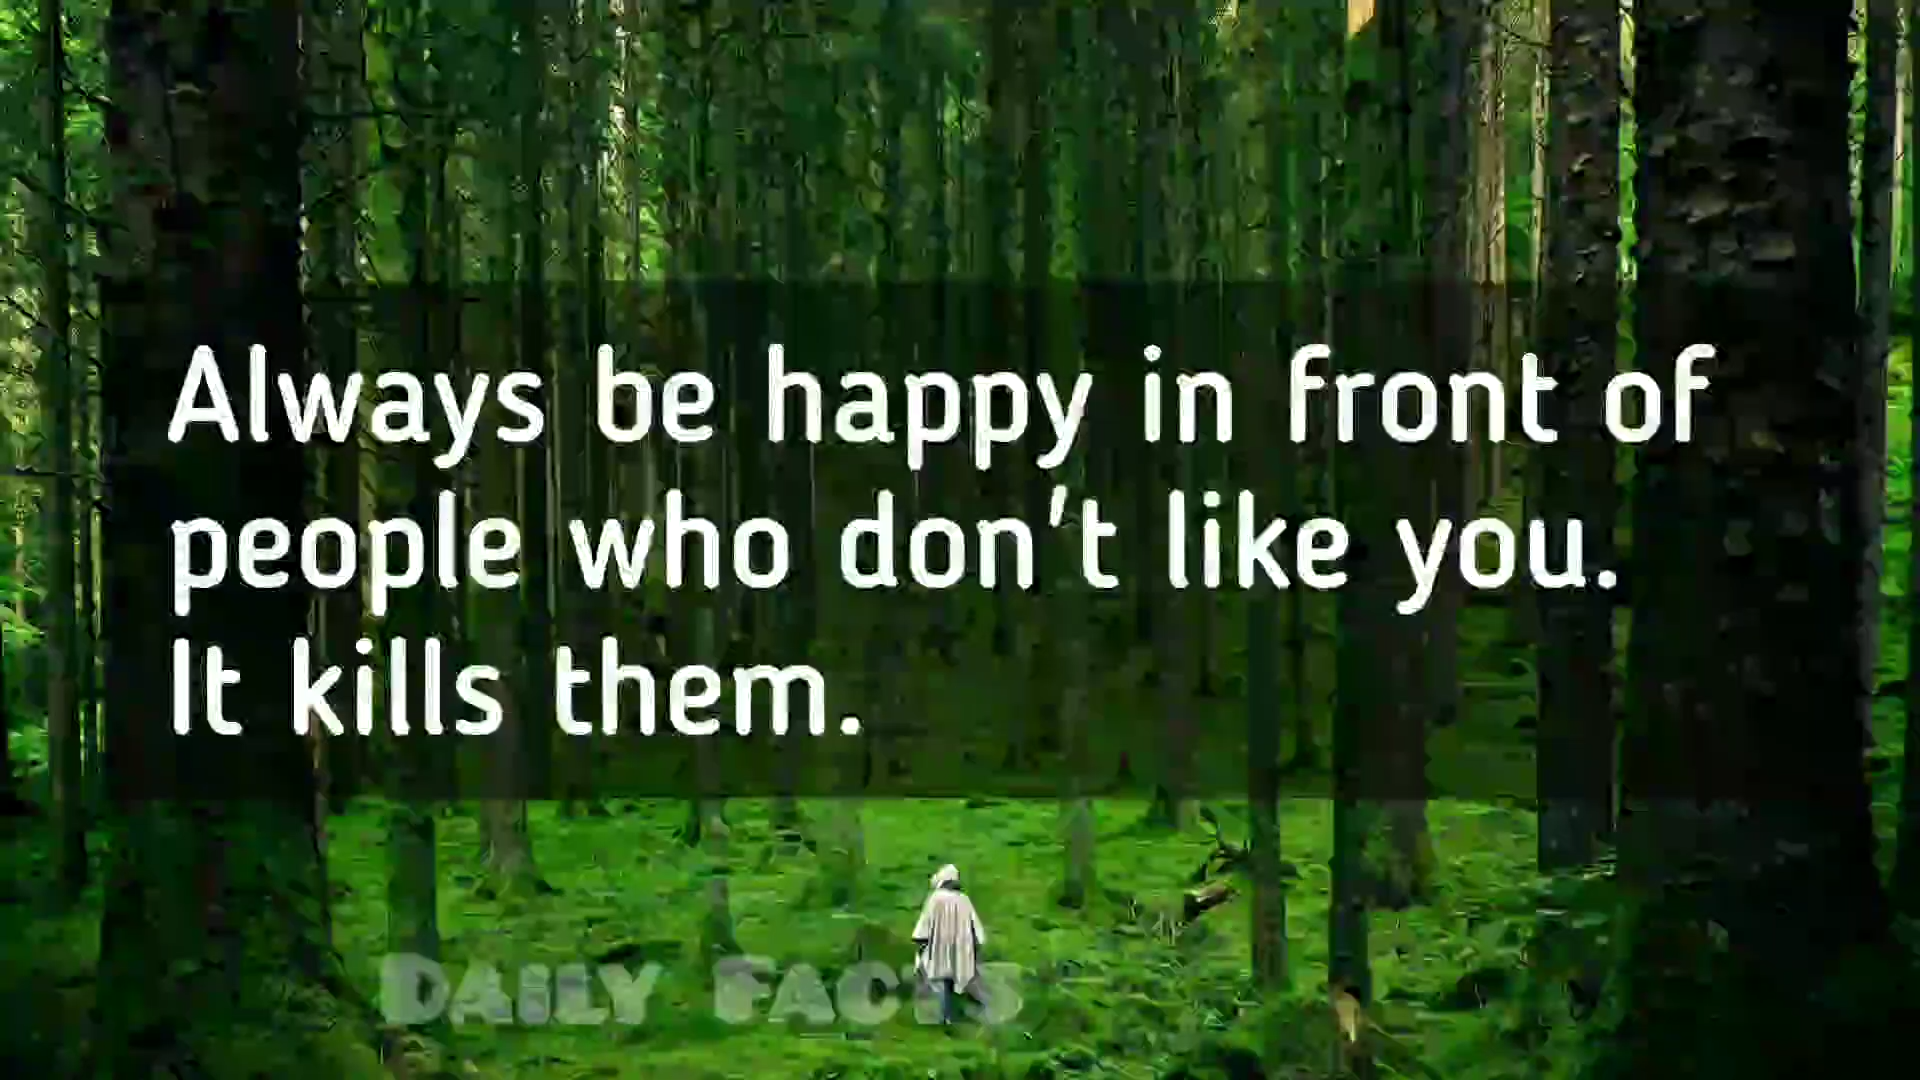 Always be happy in front of
people who don't like you.
It kills them.
DAILY FACTS